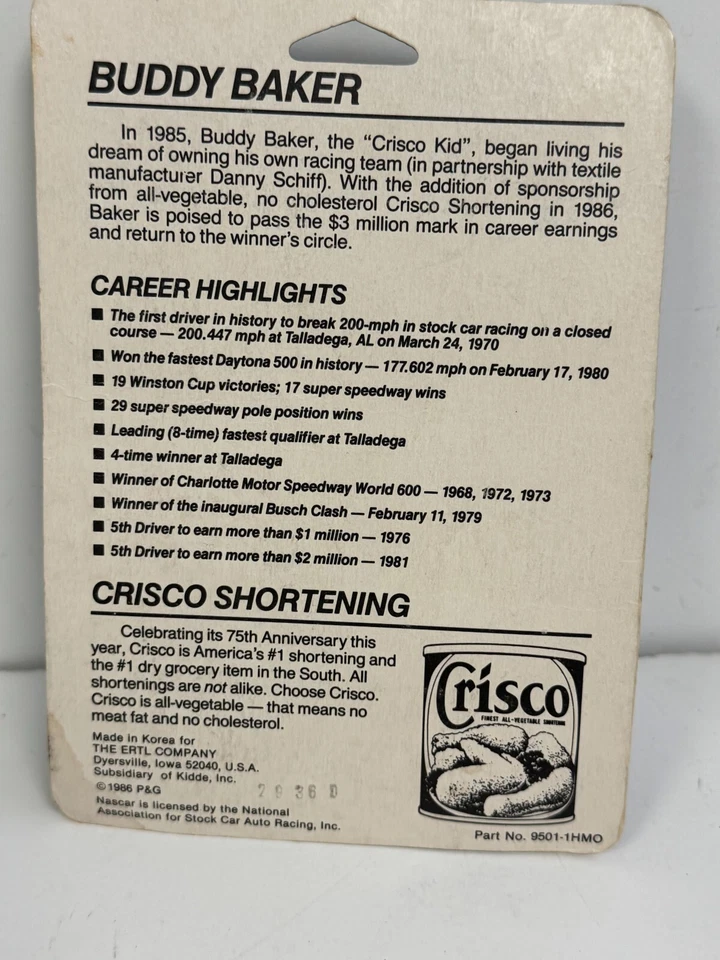 BUDDY BAKER
In 1985, Buddy Baker, the “Crisco Kid”, began living his
dream of owning his own racing team (in partnership with textile
manufacturer Danny Schiff). With the addition of sponsorship
from all-vegetable, no cholesterol Crisco Shortening in 1986,
Baker is poised to pass the $3 million mark in career earnings
and return to the winner’s circle.
CAREER HIGHLIGHTS
■ The first driver in history to break 200-mph in stock car racing on a closed
course — 200.447 mph at Talladega, AL on March 24, 1970
■ Won the fastest Daytona 500 in history — 177.602 mph on February 17, 1980
■ 19 Winston Cup victories; 17 super speedway wins
■ 29 super speedway pole position wins
■ Leading (8-time) fastest qualifier at Talladega
■ 4-time winner at Talladega
■ Winner of Charlotte Motor Speedway World 600 — 1968, 1972, 1973
■ Winner of the inaugural Busch Clash — February 11, 1979
■ 5th Driver to earn more than $1 million — 1976
■ 5th Driver to earn more than $2 million — 1981
CRISCO SHORTENING
Celebrating its 75th Anniversary this
year, Crisco is America’s #1 shortening and
the #1 dry grocery item in the South. All
shortenings are not alike. Choose Crisco.
Crisco is all-vegetable — that means no
meat fat and no cholesterol.
Made in Korea for
THE ERTL COMPANY
Dyersville, Iowa 52040, U.S.A.
Subsidiary of Kidde, Inc.
©1986 P&G
Nascar is licensed by the National
Association for Stock Car Auto Racing, Inc.
Crisco
FINEST ALL-VEGETABLE SHORTENING
Part No. 9501-1HMO